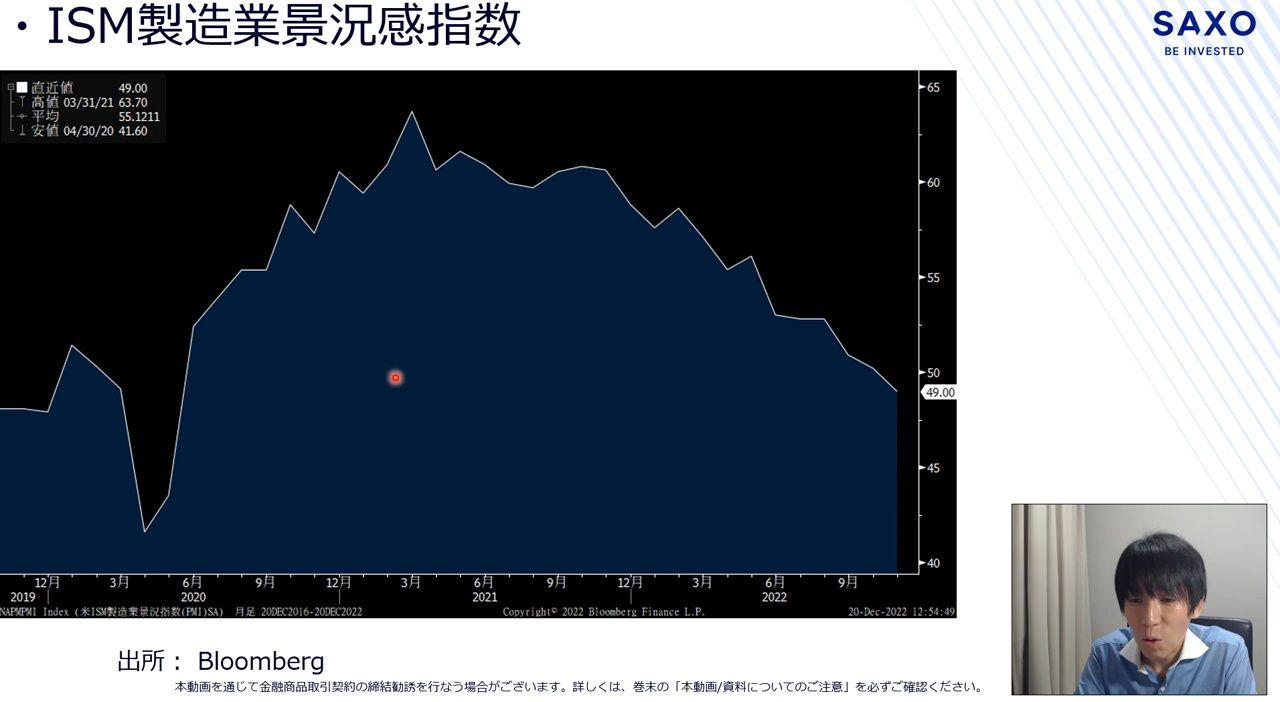 ・ISM製造業景況感指数
SAXO
BE INVESTED
直近値 49.00
高値 03/31/21 63.70
平均 55.1211
安値 04/30/20 41.60
65
60
55
50
49.00
45
40
12月 3月 6月 9月 12月 3月 6月 9月 12月 3月 6月 9月
2019 2020 2021 2022
NAPMPMI Index (米ISM製造業景況指数(PMI)SA) 月足 20DEC2016-20DEC2022 Copyright© 2022 Bloomberg Finance L.P. 20-Dec-2022 12:54:49
出所： Bloomberg
本動画を通じて金融商品取引契約の締結勧誘を行なう場合がございます。詳しくは、巻末の「本動画/資料についてのご注意」を必ずご確認ください。